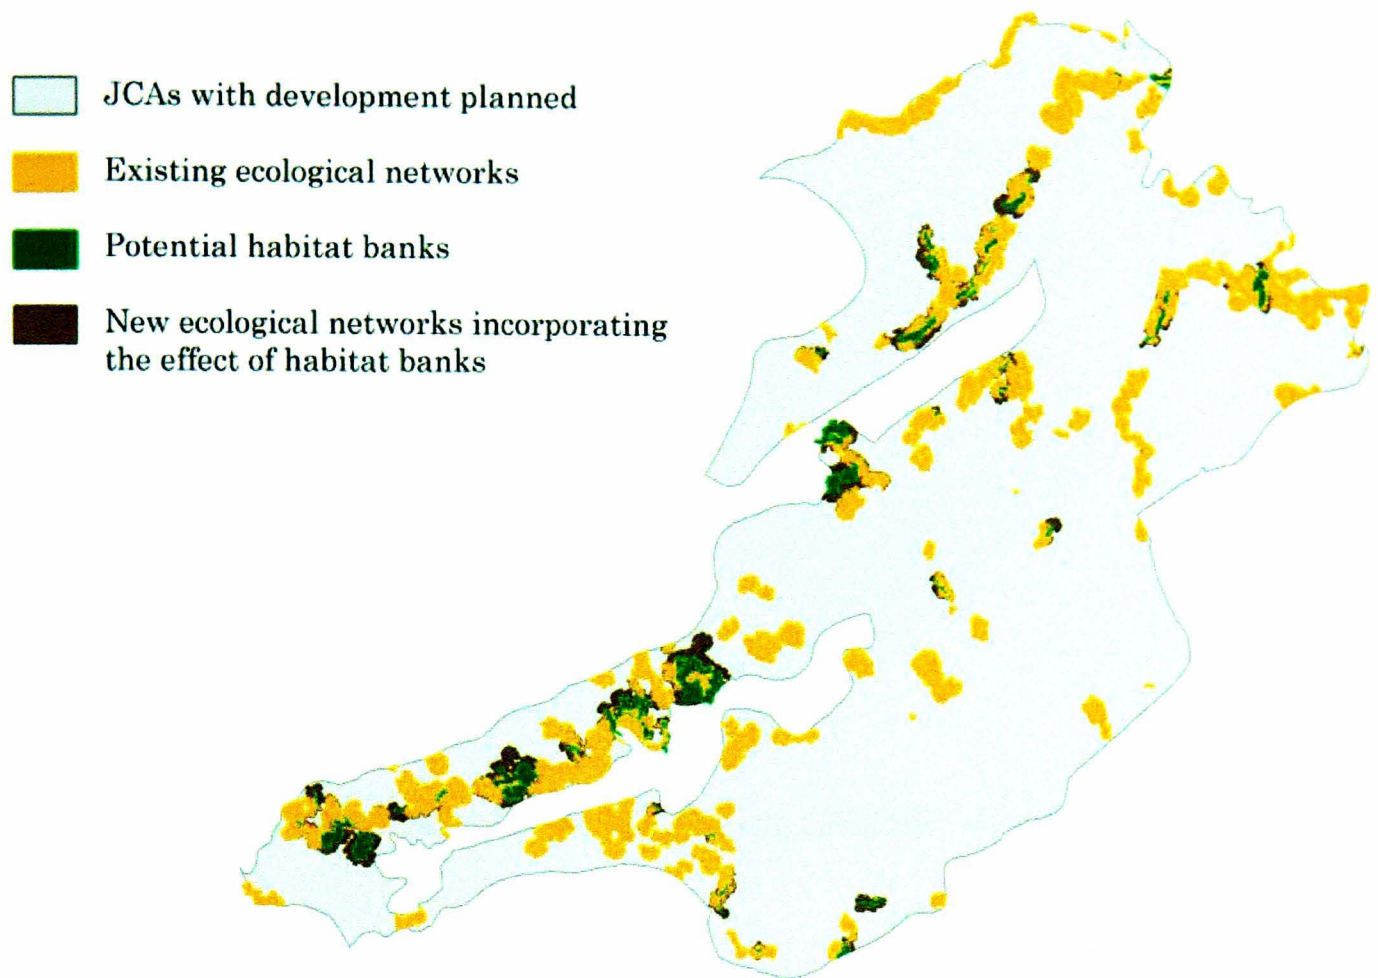 JCAs with development planned
Existing ecological networks
Potential habitat banks
New ecological networks incorporating
the effect of habitat banks